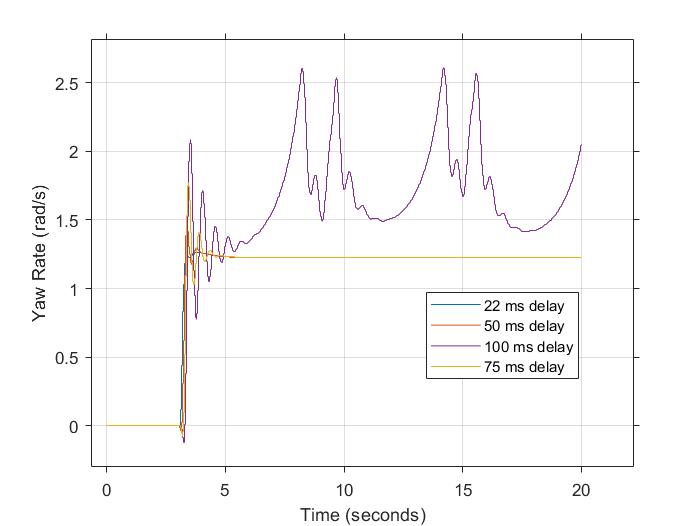 2.5
2
1.5
1
0.5
0
Yaw Rate (rad/s)
22 ms delay
50 ms delay
100 ms delay
75 ms delay
0 5 10 15 20
Time (seconds)